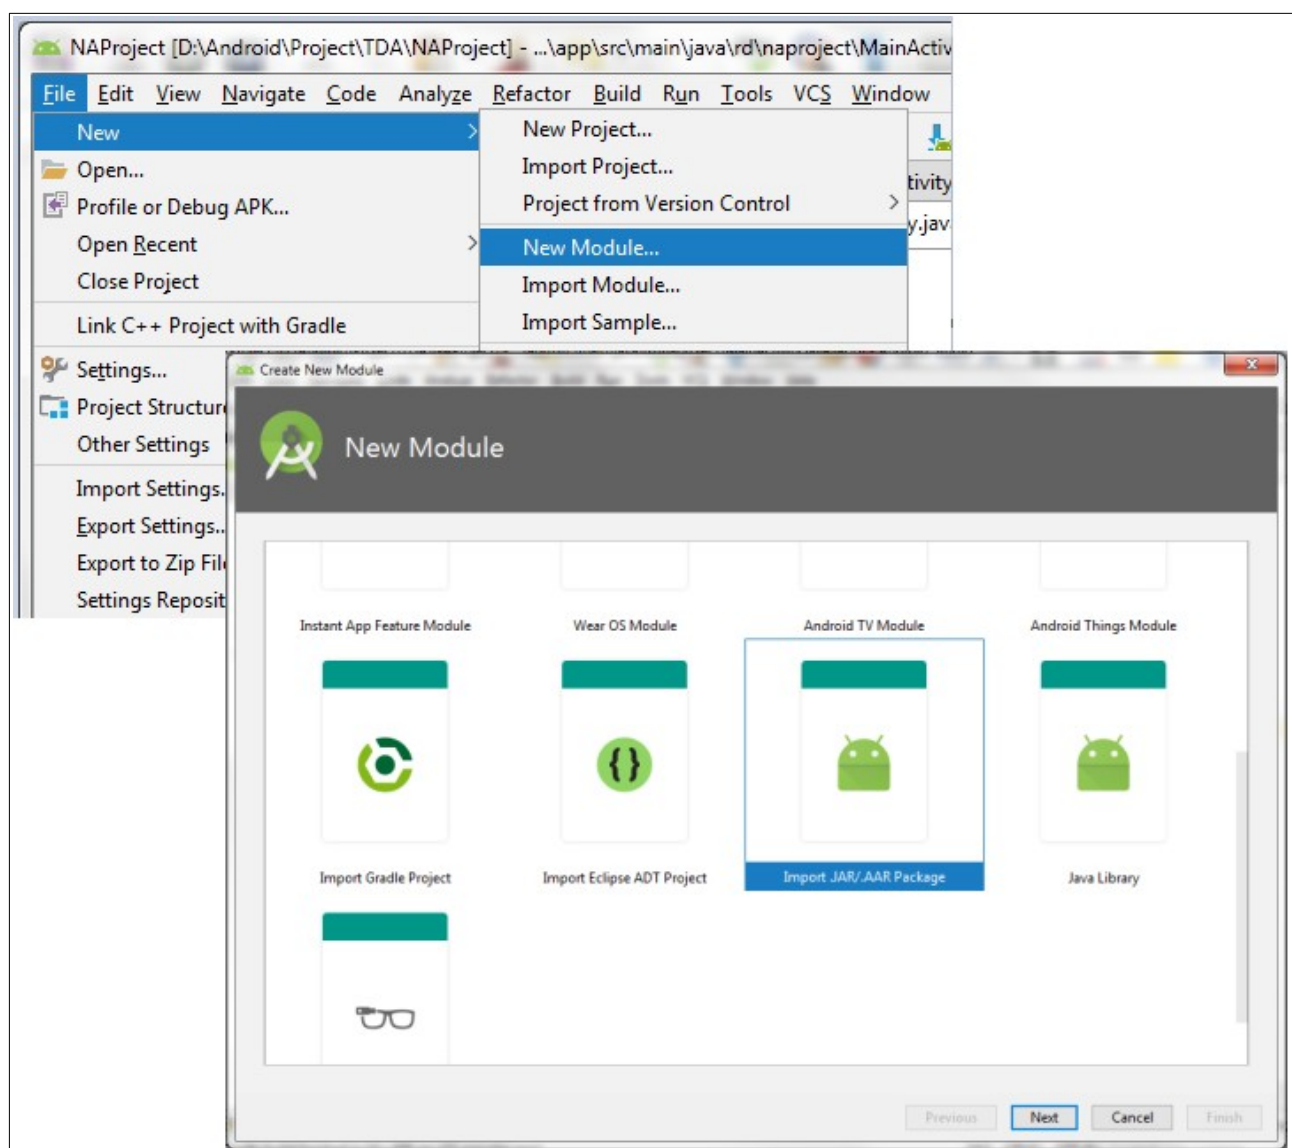 NAProject [D:\Android\Project\TDA\NAProject] - ...\app\src\main\java\rd\naproject\MainActiv
File Edit View Navigate Code Analyze Refactor Build Run Tools VCS Window
New
Open...
Profile or Debug APK...
Open Recent
Close Project
Link C++ Project with Gradle
Settings...
Project Structur
Other Settings
Import Settings.
Export Settings..
Export to Zip Fil
Settings Reposit
New Project...
Import Project...
Project from Version Control
New Module...
Import Module...
Import Sample...
tivity
y.jav
Create New Module
New Module
Instant App Feature Module
Wear OS Module
Android TV Module
Android Things Module
Import Gradle Project
Import Eclipse ADT Project
Import .JAR/.AAR Package
Java Library
Previous
Next
Cancel
Finish